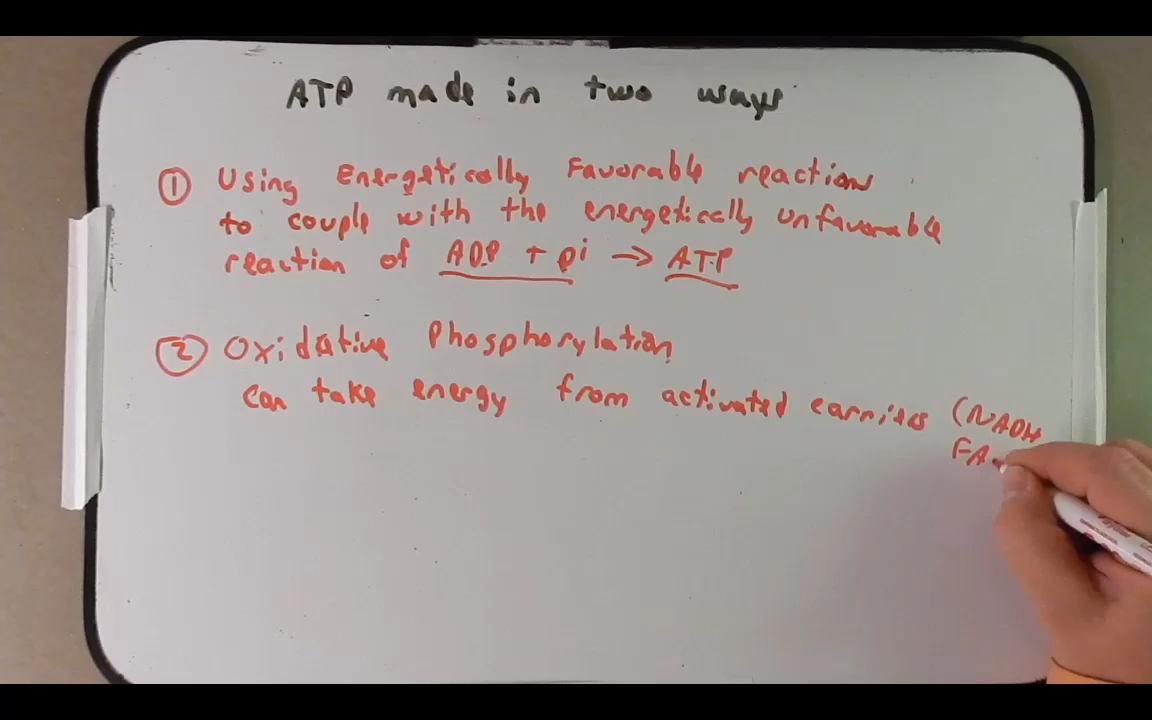 ATP made in two ways
① Using Energetically Favorable reaction
to couple with the energetically unfavorable
reaction of ADP + pi → ATP
② Oxidative Phosphorylation
can take energy from activated carriers (NADH
FA